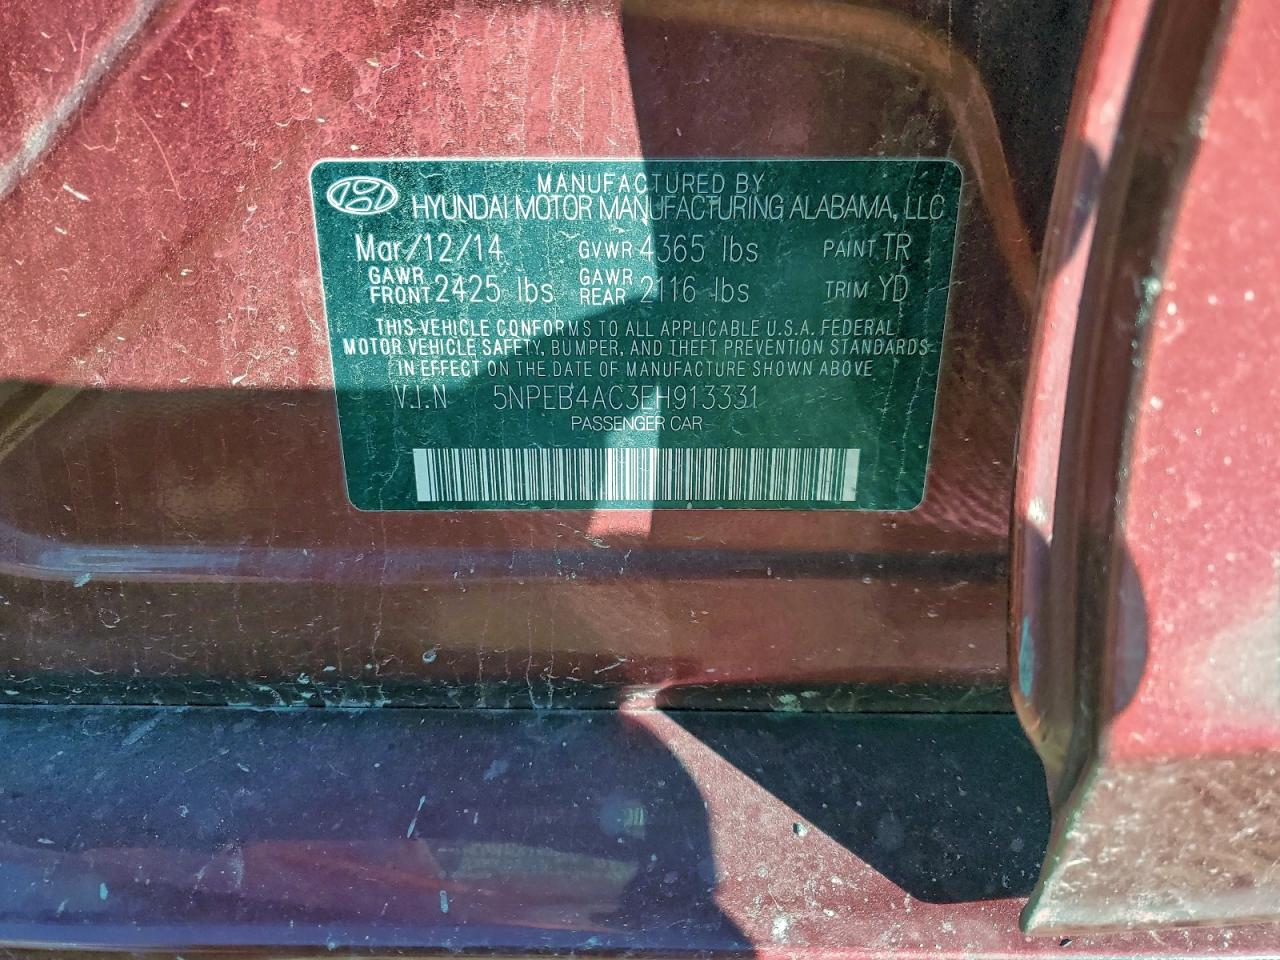 MANUFACTURED BY
HYUNDAI MOTOR MANUFACTURING ALABAMA, LLC
Mar/12/14 GVWR 4365 lbs PAINT TR
GAWR FRONT 2425 lbs GAWR REAR 2116 lbs TRIM YD
THIS VEHICLE CONFORMS TO ALL APPLICABLE U.S.A. FEDERAL
MOTOR VEHICLE SAFETY, BUMPER, AND THEFT PREVENTION STANDARDS
IN EFFECT ON THE DATE OF MANUFACTURE SHOWN ABOVE
V.I.N 5NPEB4AC3EH913331
PASSENGER CAR